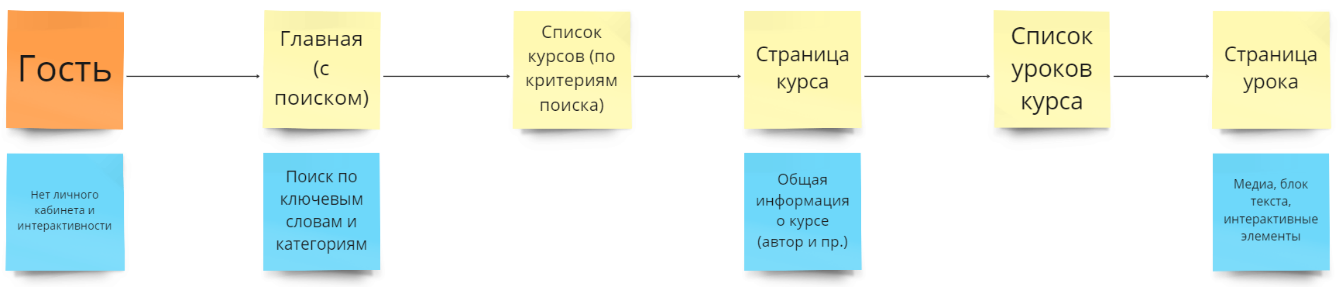 Гость
Главная
(с
поиском)
Список
курсов (по
критериям
поиска)
Страница
курса
Список
уроков
курса
Страница
урока
Нет личного
кабинета и
интерактивности
Поиск по
ключевым
словам и
категориям
Общая
информация
о курсе
(автор и пр.)
Медиа, блок
текста,
интерактивные
элементы